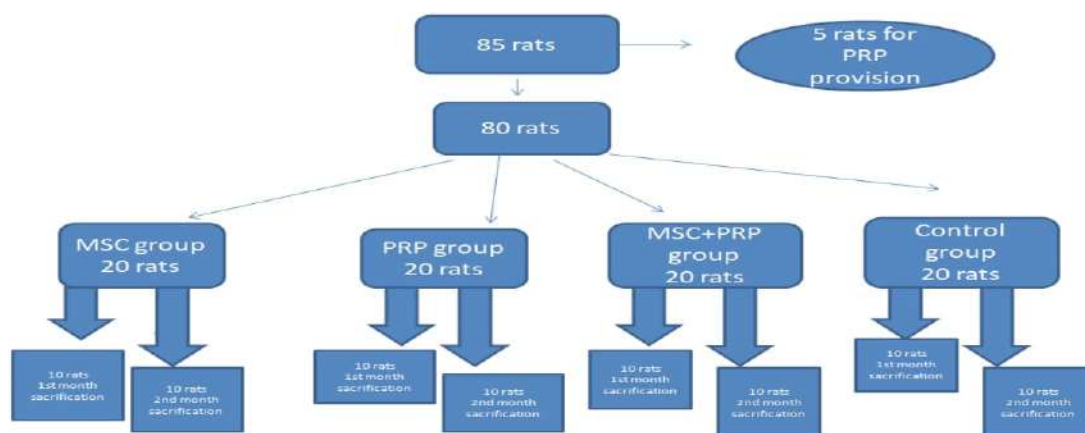 85 rats
5 rats for
PRP
provision
80 rats
MSC group
20 rats
PRP group
20 rats
MSC+PRP
group
20 rats
Control
group
20 rats
10 rats
1st month
sacrification
10 rats
2nd month
sacrification
10 rats
1st month
sacrification
10 rats
2nd month
sacrification
10 rats
1st month
sacrification
10 rats
2nd month
sacrification
10 rats
1st month
sacrification
10 rats
2nd month
sacrification